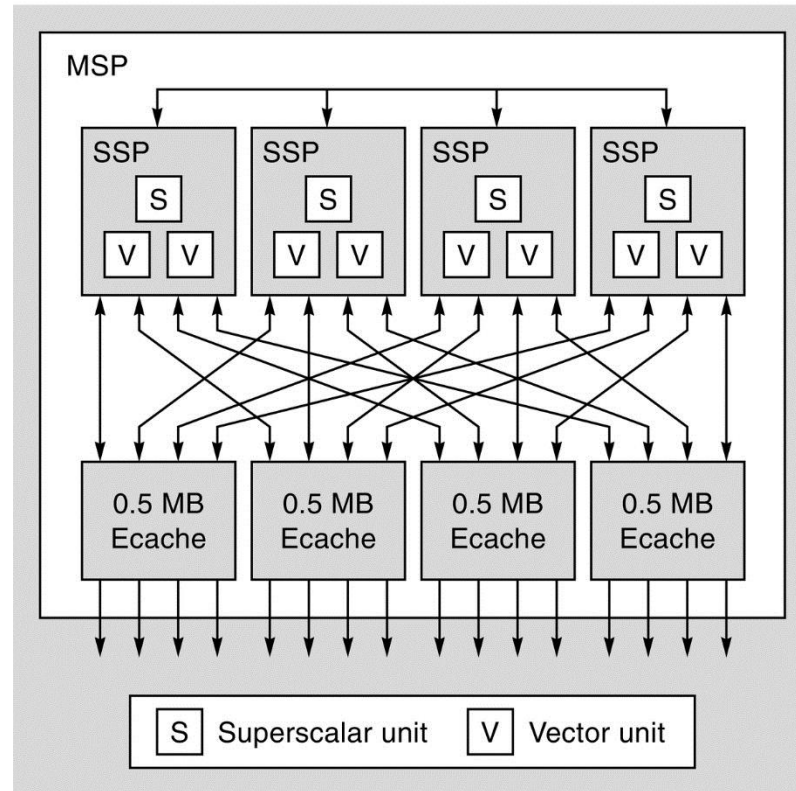 MSP
SSP SSP SSP SSP
S S S S
V V V V V V V V
0.5 MB 0.5 MB 0.5 MB 0.5 MB
Ecache Ecache Ecache Ecache
S Superscalar unit V Vector unit